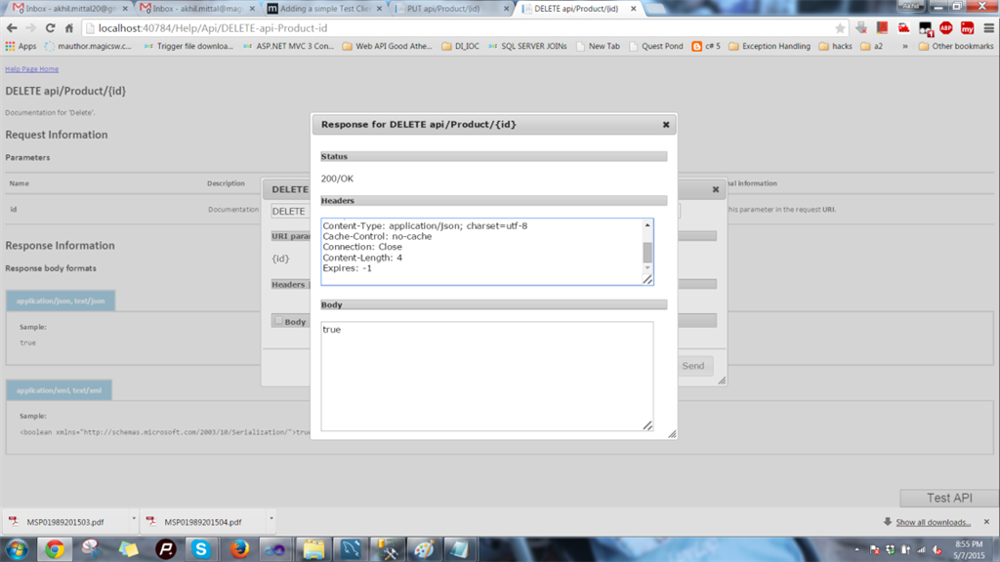 Inbox - akhil.mittal20@gm
Inbox - akhil.mittal@mag
Adding a simple Test Clie
PUT api/Product/{id}
DELETE api/Product/{id}
Akhil
localhost:40784/Help/Api/DELETE-api-Product-id
Apps
mauthor.magicsw.c...
Trigger file downloa...
ASP.NET MVC 3 Con...
Web API Good Athe...
DI_IOC
SQL SERVER JOINs
New Tab
Quest Pond
c# 5
Exception Handling
hacks
a2
»
Other bookmarks
Help Page Home
DELETE api/Product/{id}
Documentation for 'Delete'.
Request Information
Parameters
Name
Description
al information
id
Documentation
his parameter in the request URI.
Response Information
Response body formats
application/json, text/json
Sample:
true
application/xml, text/xml
Sample:
<boolean xmlns="http://schemas.microsoft.com/2003/10/Serialization/">true
DELETE
DELETE
URI para
{id}
Headers
Body
Send
Response for DELETE api/Product/{id}
Status
200/OK
Headers
Content-Type: application/json; charset=utf-8
Cache-Control: no-cache
Connection: Close
Content-Length: 4
Expires: -1
Body
true
Test API
MSP01989201503.pdf
MSP01989201504.pdf
Show all downloads...
8:55 PM
5/7/2015